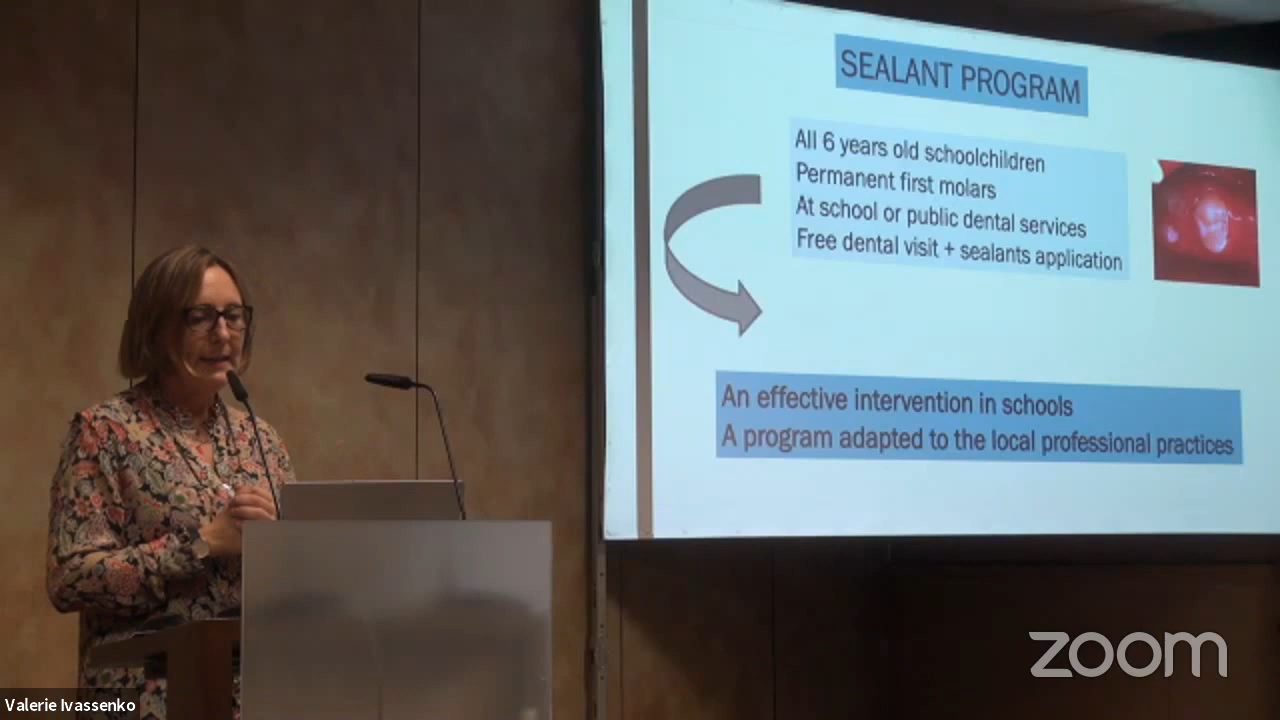 SEALANT PROGRAM
All 6 years old schoolchildren
Permanent first molars
At school or public dental services
Free dental visit + sealants application
An effective intervention in schools
A program adapted to the local professional practices
zoom
Valerie Ivassenko